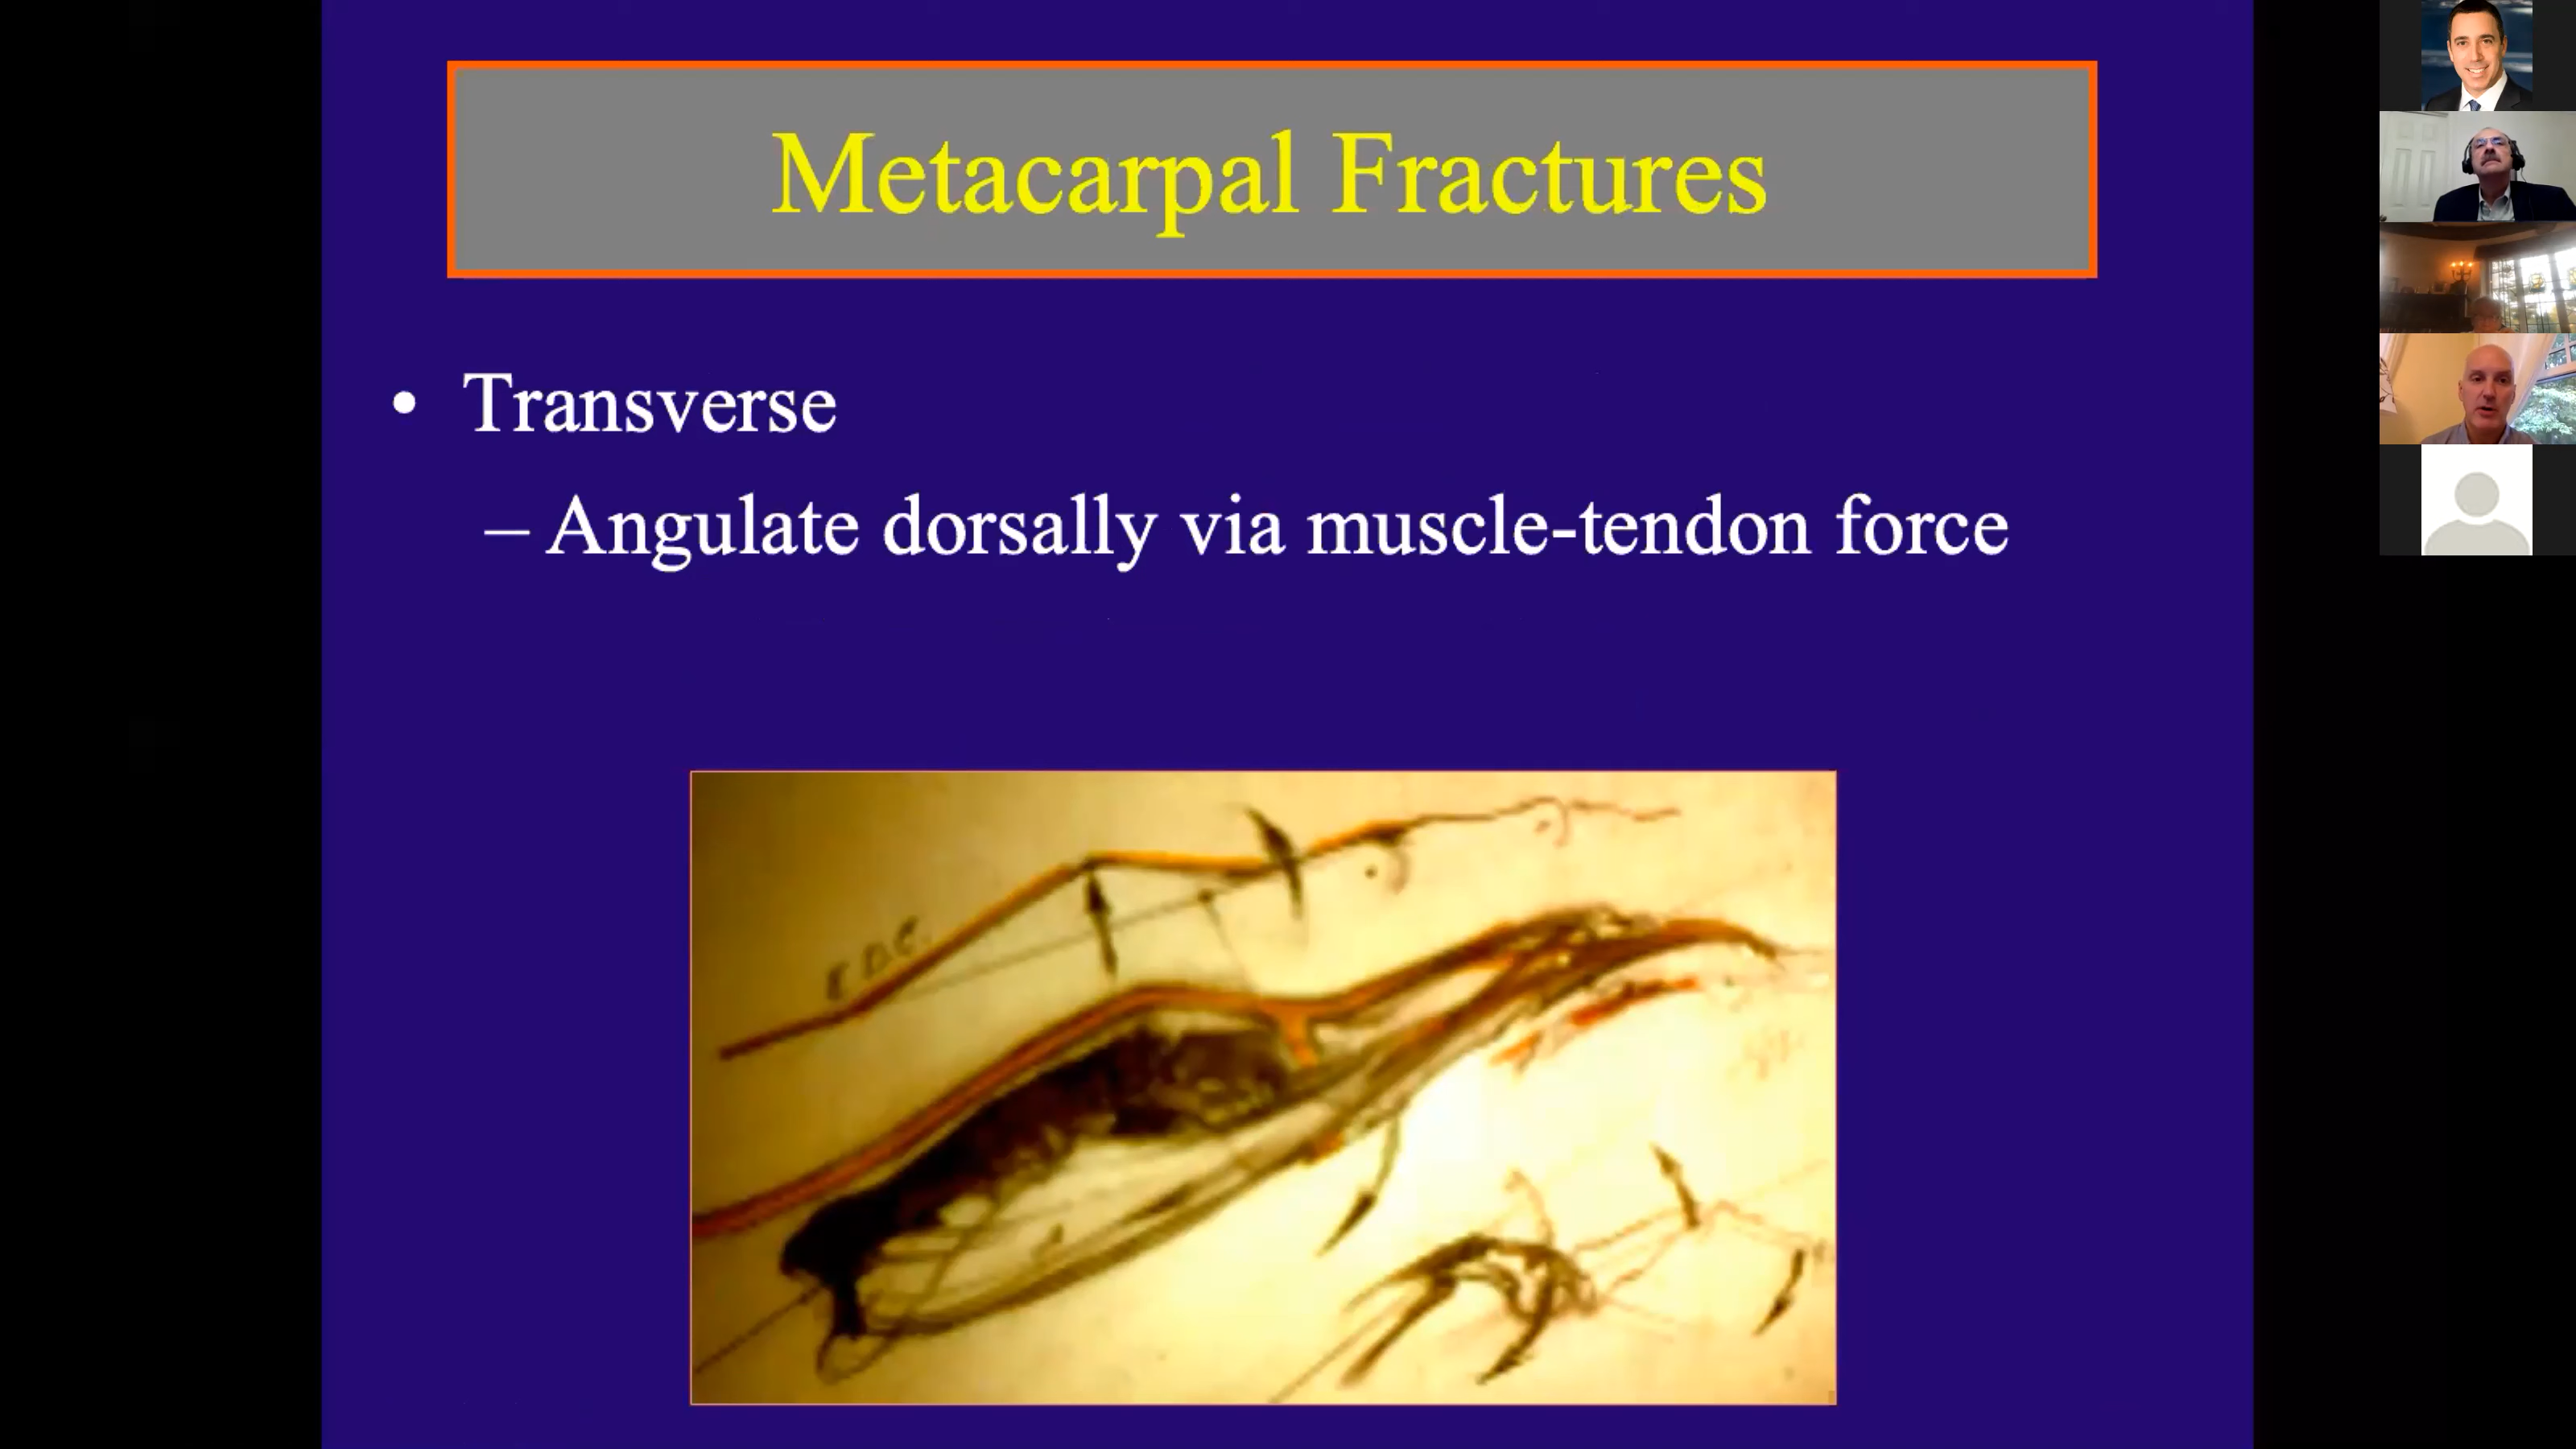 Metacarpal Fractures
• Transverse
– Angulate dorsally via muscle-tendon force
E.D.C.